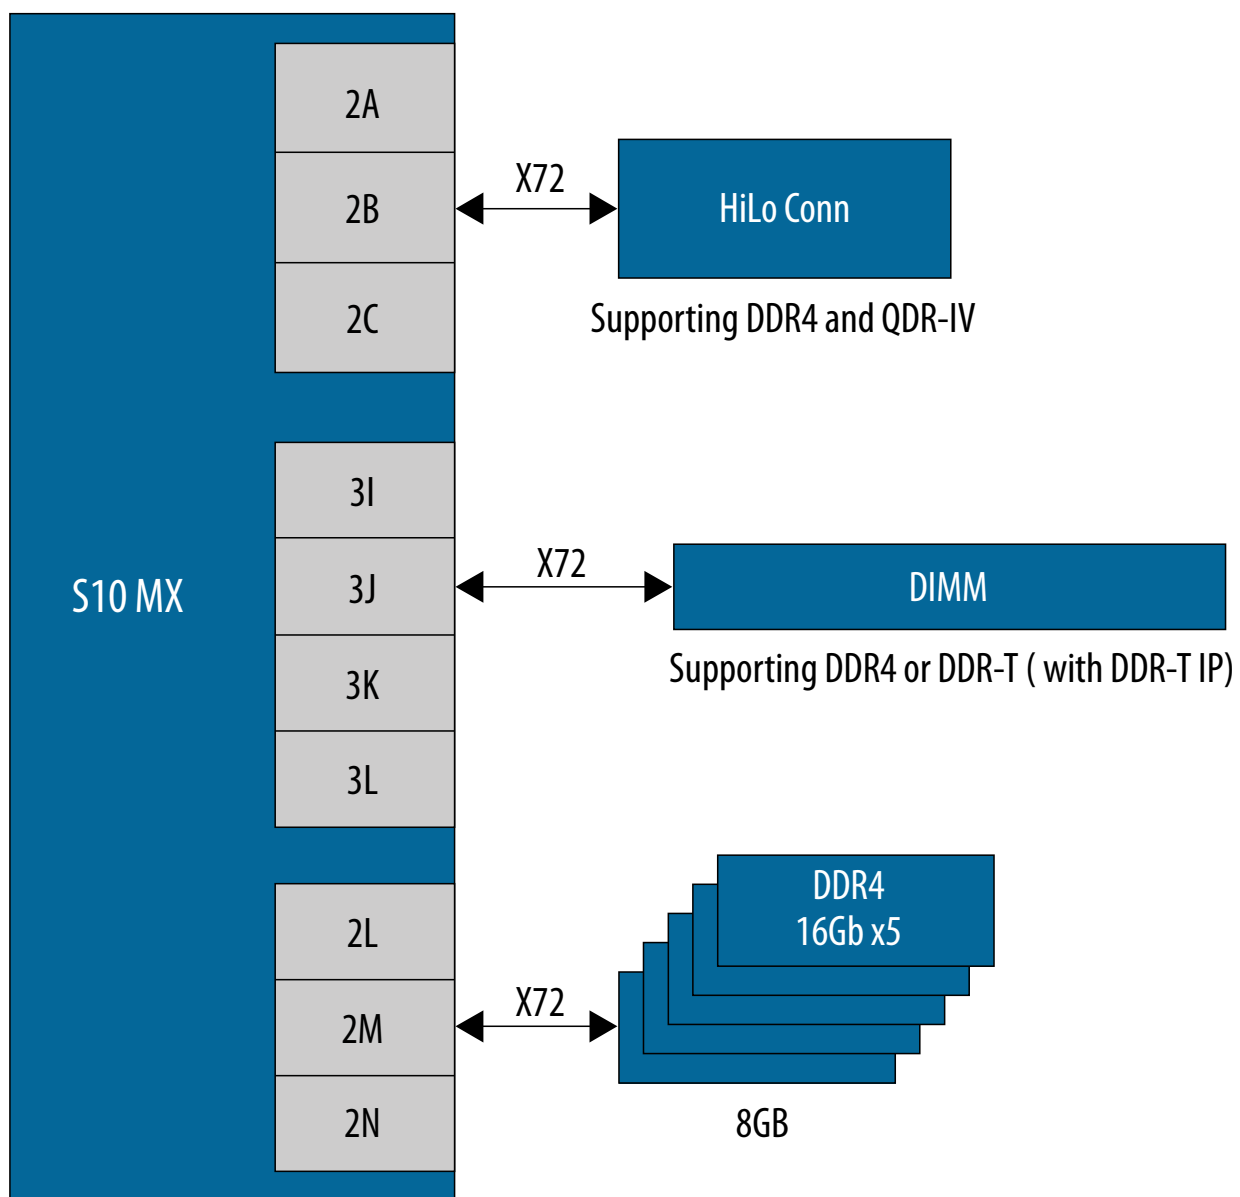 S10 MX
2A
2B
2C
X72
HiLo Conn
Supporting DDR4 and QDR-IV
3I
3J
3K
3L
X72
DIMM
Supporting DDR4 or DDR-T ( with DDR-T IP)
2L
2M
2N
X72
DDR4
16Gb x5
8GB